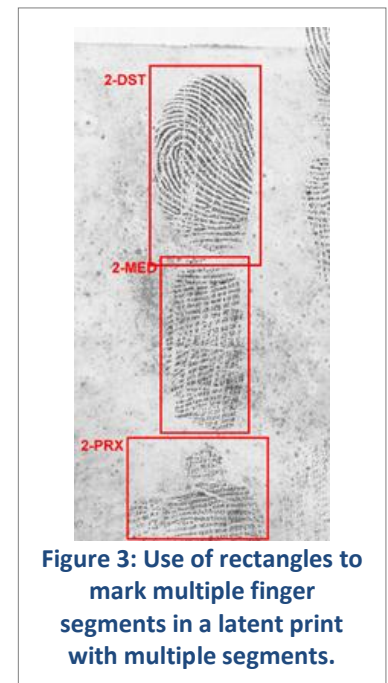 2-DST
2-MED
2-PRX
Figure 3: Use of rectangles to
mark multiple finger
segments in a latent print
with multiple segments.